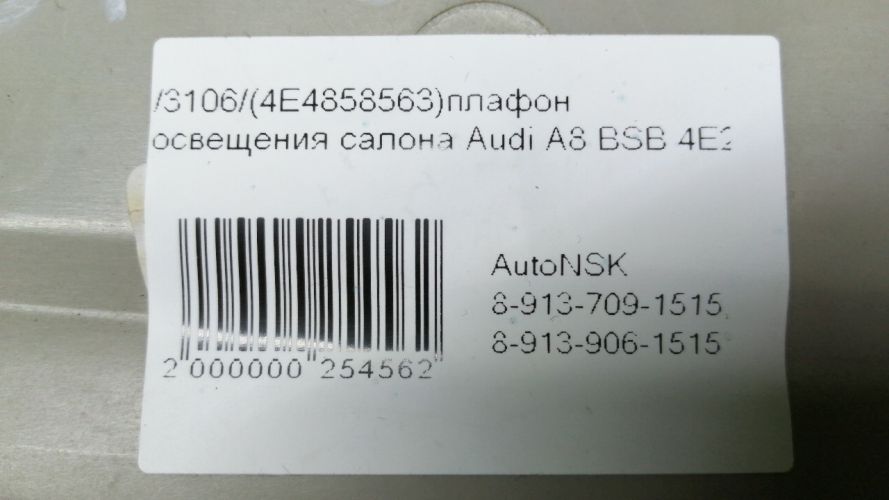 /3106/(4E4858563)плафон
освещения салона Audi A8 BSB 4E2
AutoNSK
8-913-709-1515
8-913-906-1515
2 000000 254562